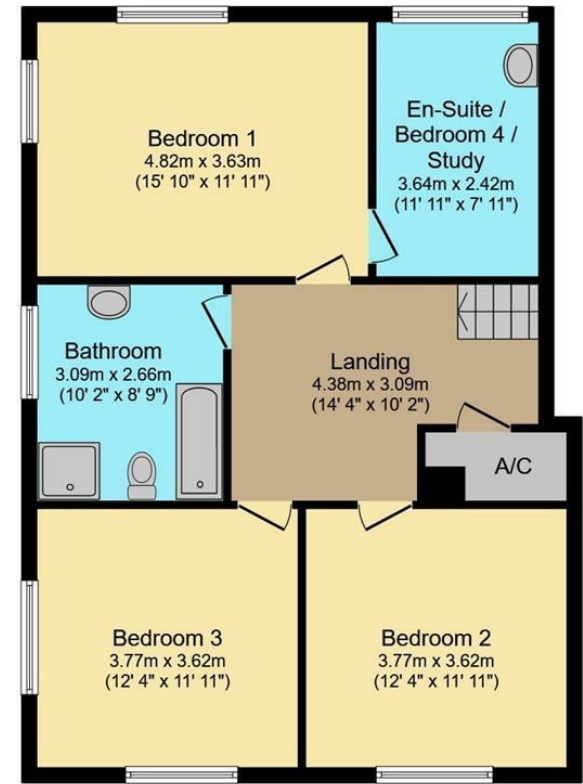 Bedroom 1
4.82m x 3.63m
(15' 10" x 11' 11")
En-Suite /
Bedroom 4 /
Study
3.64m x 2.42m
(11' 11" x 7' 11")
Bathroom
3.09m x 2.66m
(10' 2" x 8' 9")
Landing
4.38m x 3.09m
(14' 4" x 10' 2")
A/C
Bedroom 3
3.77m x 3.62m
(12' 4" x 11' 11")
Bedroom 2
3.77m x 3.62m
(12' 4" x 11' 11")